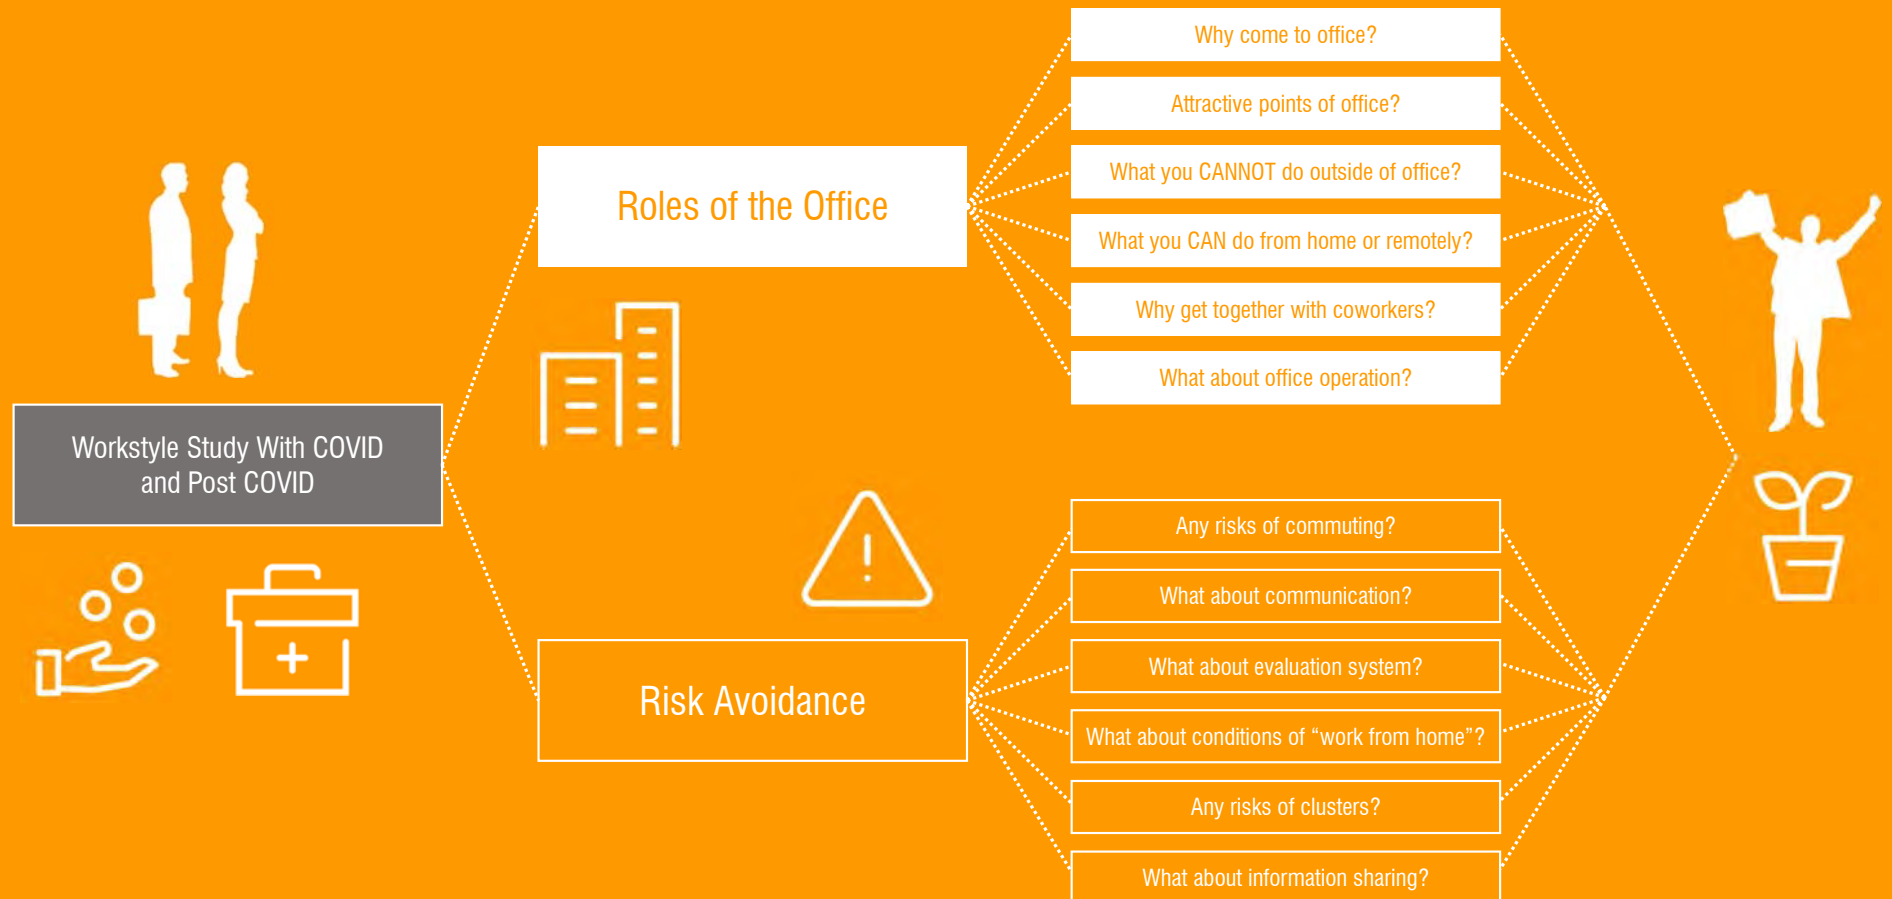 Workstyle Study With COVID
and Post COVID
Roles of the Office
Why come to office?
Attractive points of office?
What you CANNOT do outside of office?
What you CAN do from home or remotely?
Why get together with coworkers?
What about office operation?
Risk Avoidance
Any risks of commuting?
What about communication?
What about evaluation system?
What about conditions of “work from home”?
Any risks of clusters?
What about information sharing?